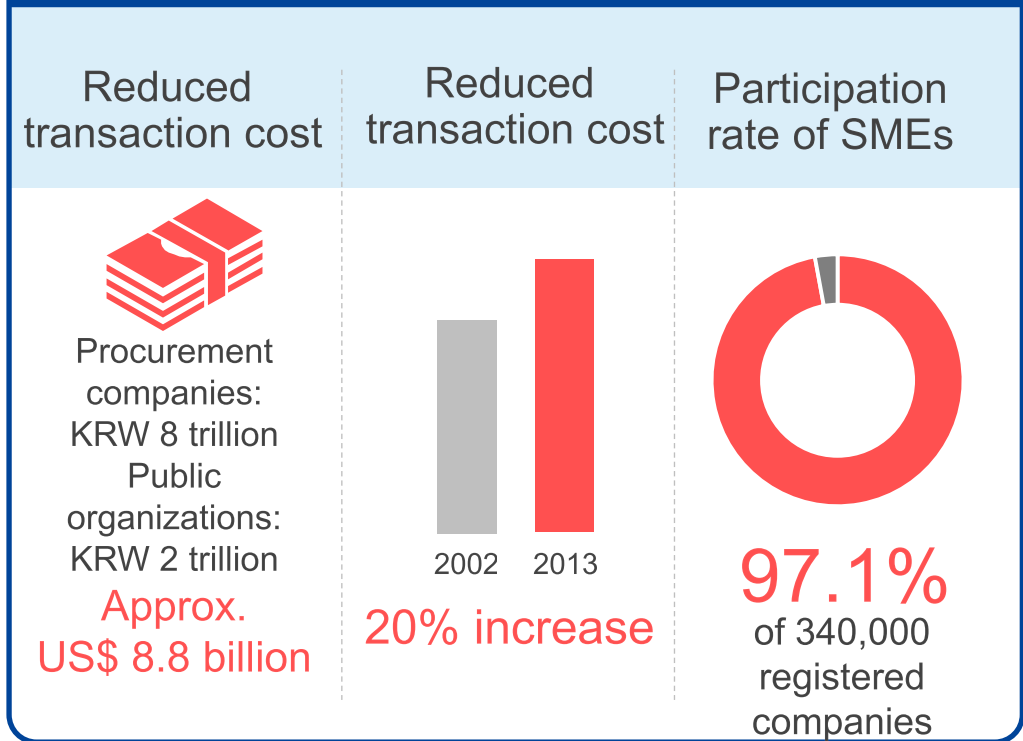 Reduced
transaction cost
Procurement
companies:
KRW 8 trillion
Public
organizations:
KRW 2 trillion
Approx.
US$ 8.8 billion
Reduced
transaction cost
2002 2013
20% increase
Participation
rate of SMEs
97.1%
of 340,000
registered
companies